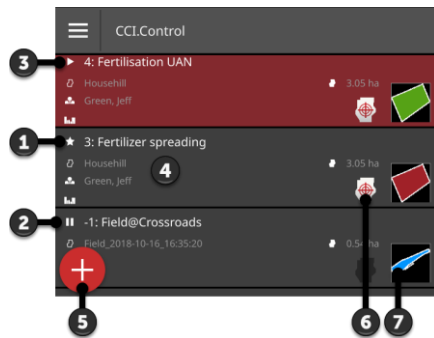 CCI.Control
3 4: Fertilisation UAN
Househill 3.05 ha
Green, Jeff
1 3: Fertilizer spreading
Househill 3.05 ha
4
Green, Jeff
6
2 -1: Field@Crossroads
Field_2018-10-16_16:35:20 0.54 ha
+
5 6 7